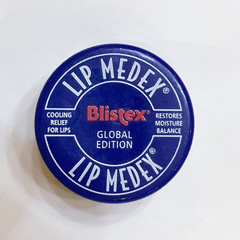 LIP MEDEX®
COOLING
RELIEF
FOR LIPS
Blistex®
GLOBAL
EDITION
RESTORES
MOISTURE
BALANCE
LIP MEDEX®